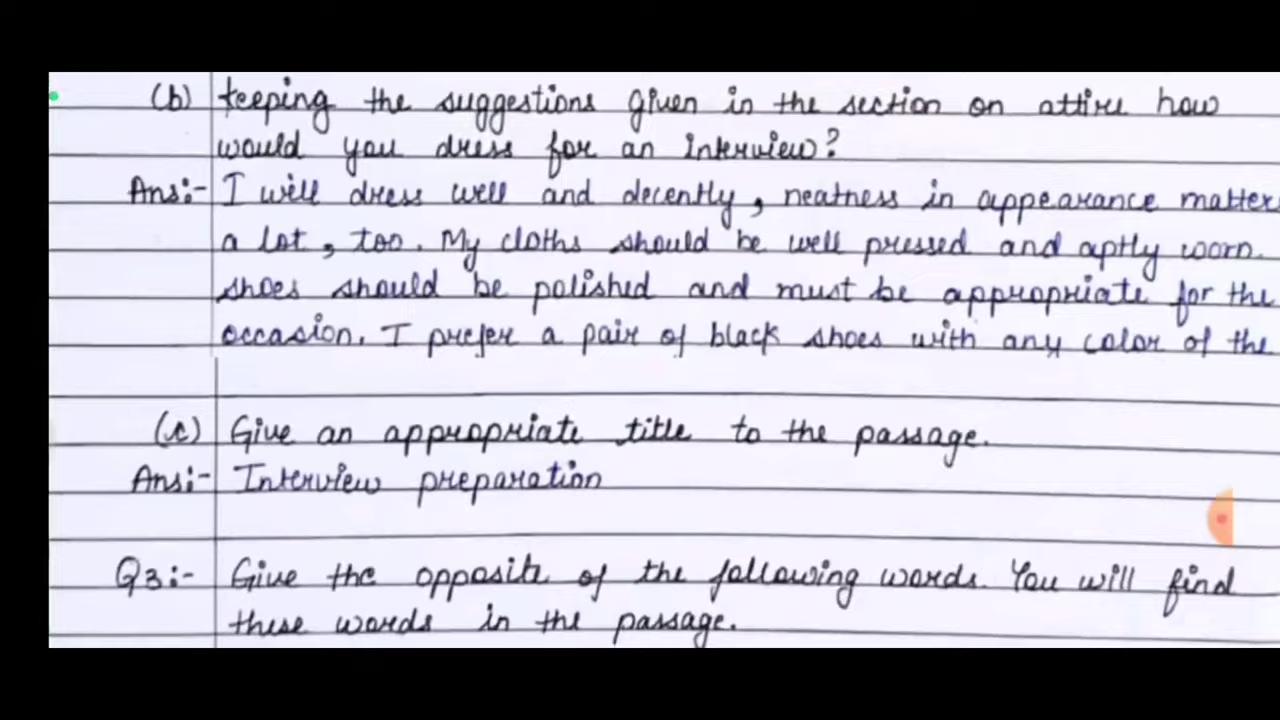 (b) keeping the suggestions given in the section on attire how
would you dress for an interview?
Ans:- I will dress well and decently, neatness in appearance matter
a lot, too. My cloths should be well pressed and aptly worn.
shoes should be polished and must be appropriate for the
occasion. I prefer a pair of black shoes with any color of the
(c) Give an appropriate title to the passage.
Ans:- Interview preparation
Q3:- Give the opposite of the following words. You will find
these words in the passage.